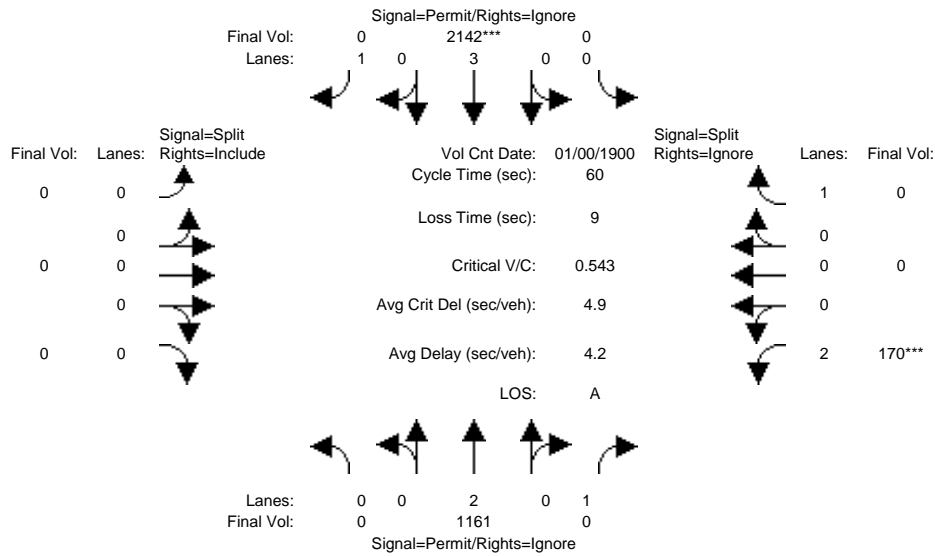 Signal=Permit/Rights=Ignore
Final Vol: 0 2142*** 0
Lanes: 1 0 3 0 0
Signal=Split Signal=Split
Final Vol: Lanes: Rights=Include Vol Cnt Date: 01/00/1900 Rights=Ignore Lanes: Final Vol:
Cycle Time (sec): 60
0 0 1 0
Loss Time (sec): 9
0 0
0 0 Critical V/C: 0.543 0 0
0 Avg Crit Del (sec/veh): 4.9 0
0 0 Avg Delay (sec/veh): 4.2 2 170***
LOS: A
Lanes: 0 0 2 0 1
Final Vol: 0 1161 0
Signal=Permit/Rights=Ignore